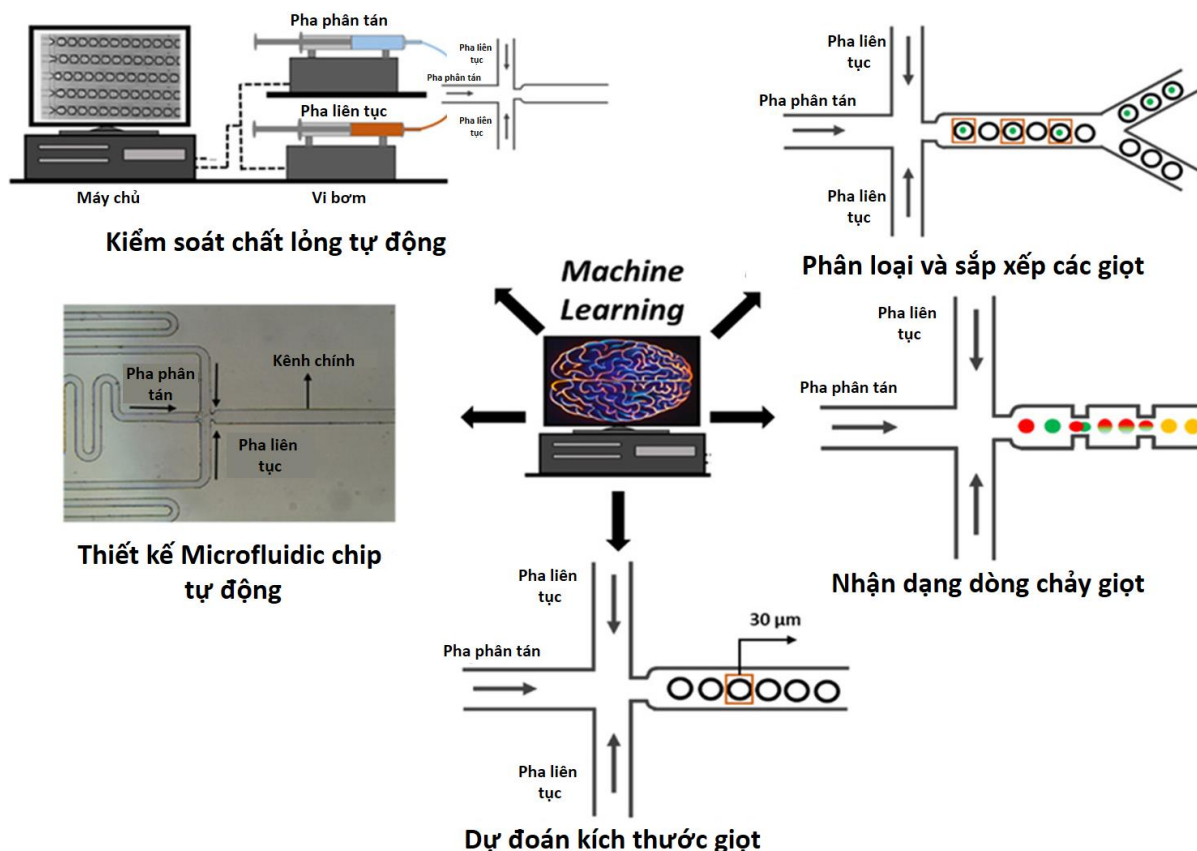 Pha phân tán
Pha liên tục
Máy chủ
Vi bơm
Pha liên
tục
Pha phân tán
Pha liên
tục
Kiểm soát chất lỏng tự động
Pha liên
tục
Pha phân tán
Pha liên
tục
Phân loại và sắp xếp các giọt
Machine
Learning
Pha phân
tán
Kênh chính
Pha liên
tục
Thiết kế Microfluidic chip
tự động
Pha liên
tục
Pha phân tán
Pha liên
tục
Nhận dạng dòng chảy giọt
Pha liên
tục
Pha phân tán
30 µm
Pha liên
tục
Dự đoán kích thước giọt